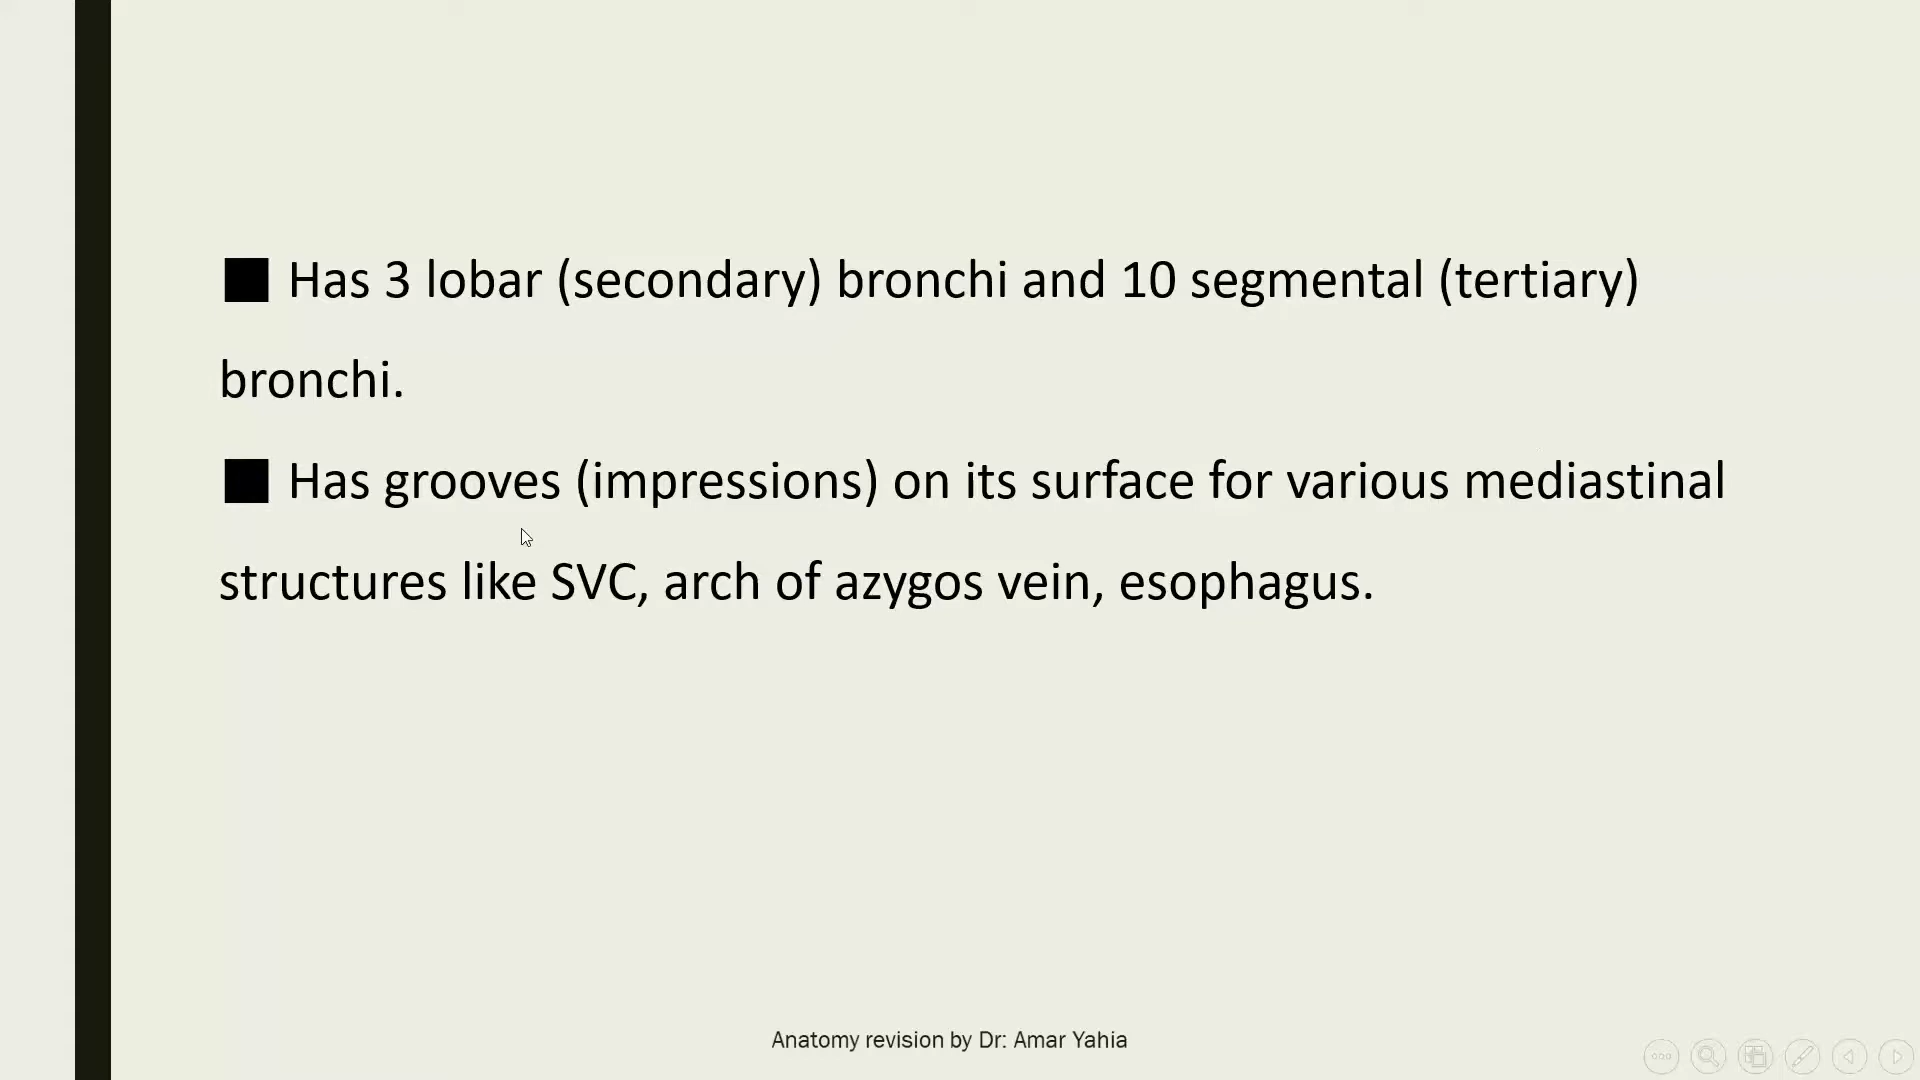 ■ Has 3 lobar (secondary) bronchi and 10 segmental (tertiary)
bronchi.
■ Has grooves (impressions) on its surface for various mediastinal
structures like SVC, arch of azygos vein, esophagus.
Anatomy revision by Dr: Amar Yahia